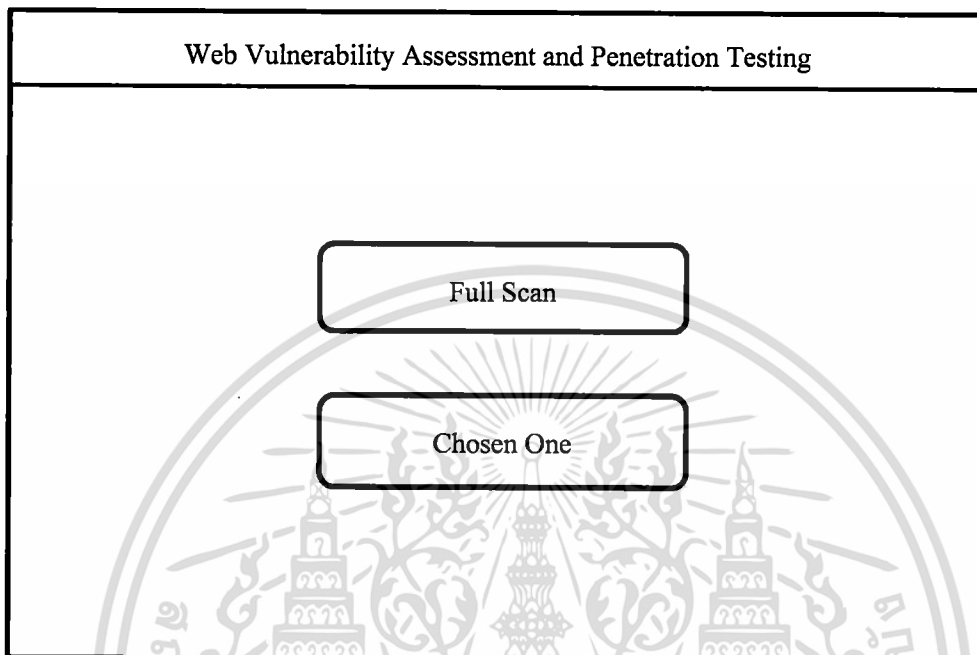 Web Vulnerability Assessment and Penetration Testing
Full Scan
Chosen One